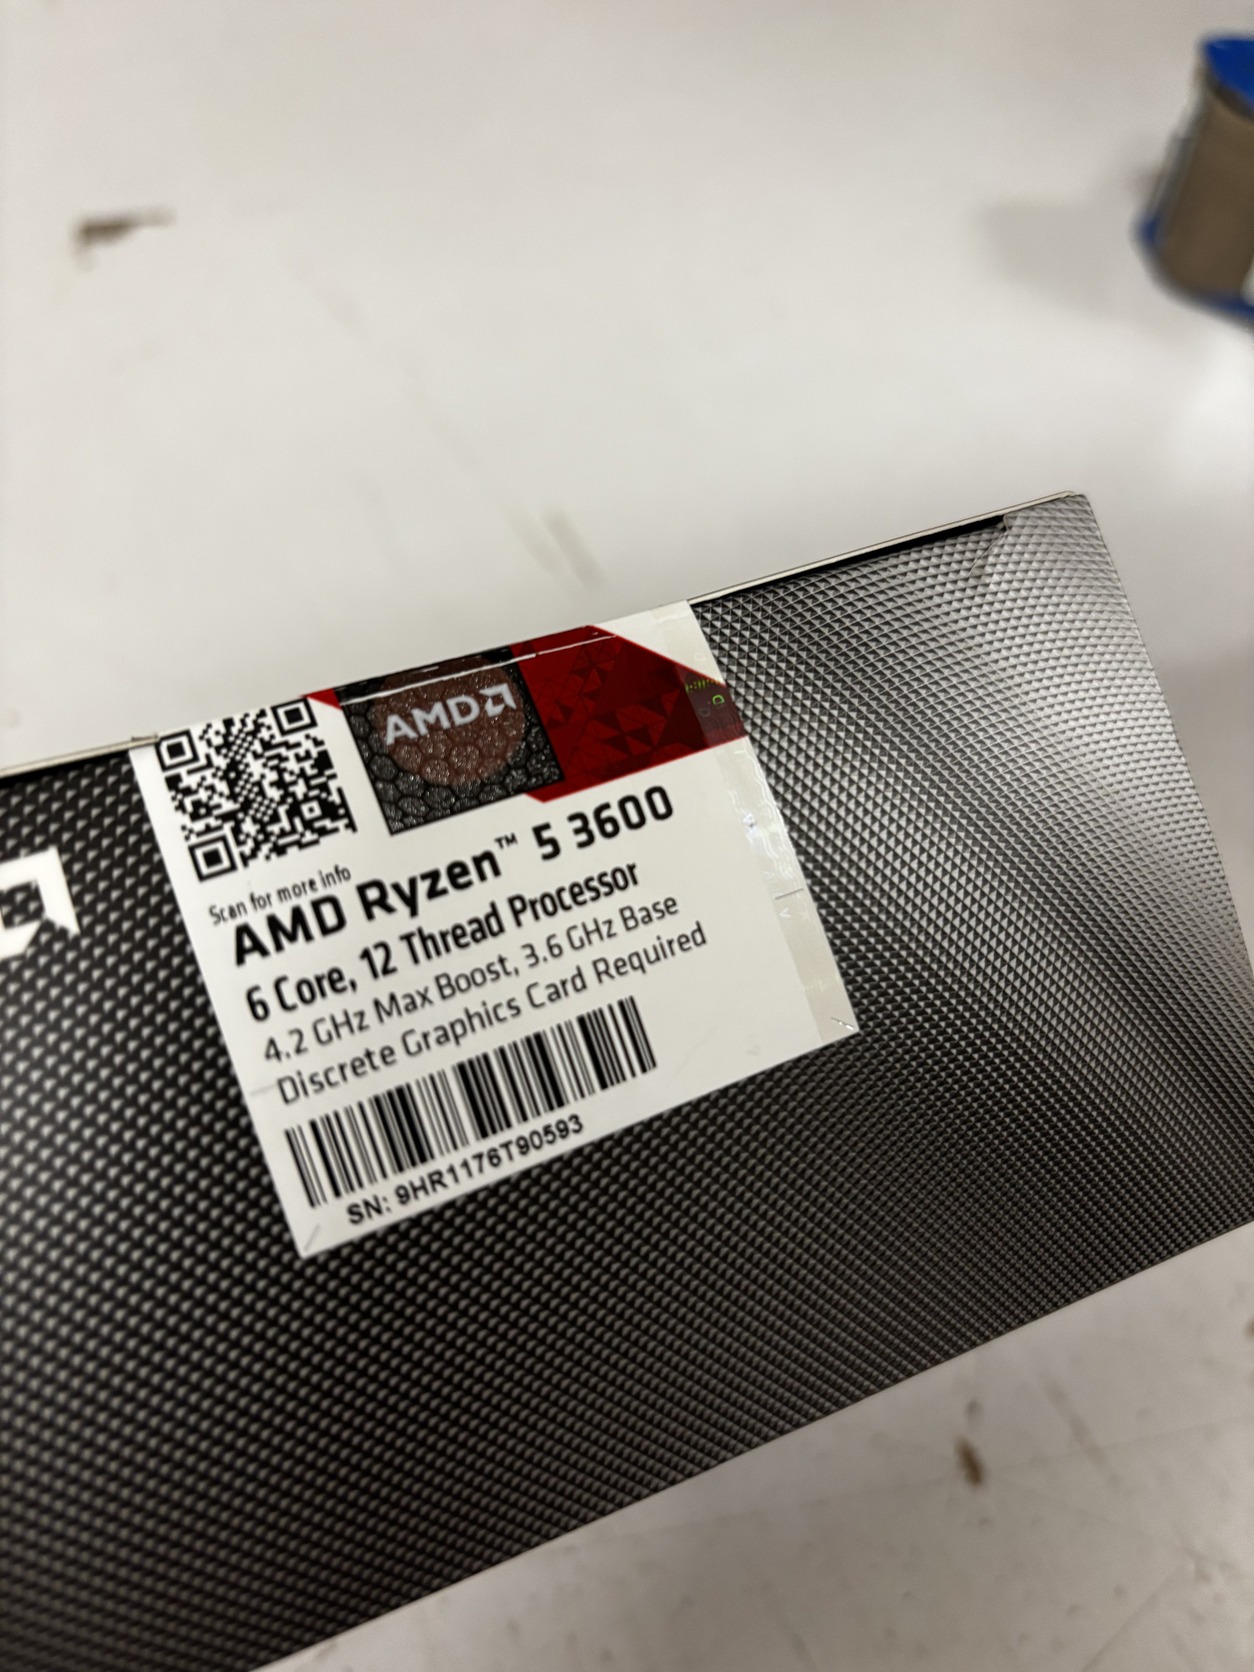 AMD
Scan for more info
AMD Ryzen™ 5 3600
6 Core, 12 Thread Processor
4.2 GHz Max Boost, 3.6 GHz Base
Discrete Graphics Card Required
SN: 9HR1176T90593